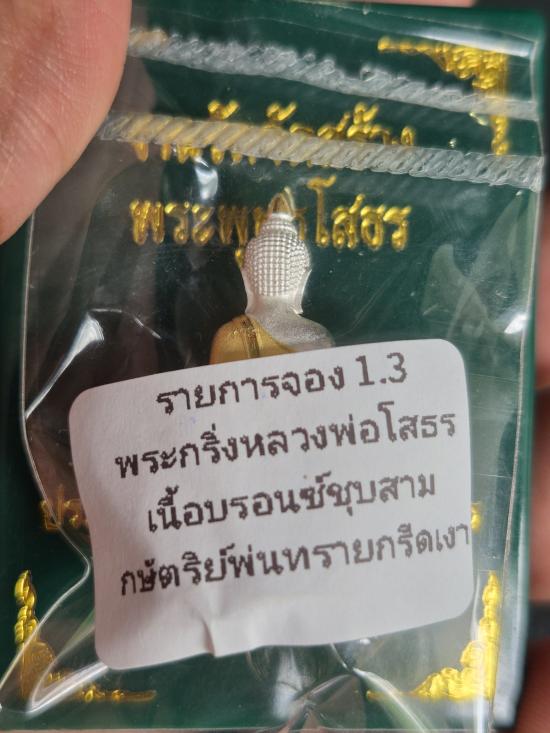 พระพุทธโสธร
รายการจอง 1.3
พระกริ่งหลวงพ่อโสธร
เนื้อบรอนซ์ชุบสาม
กษัตริย์พ่นทรายกรีดเงา